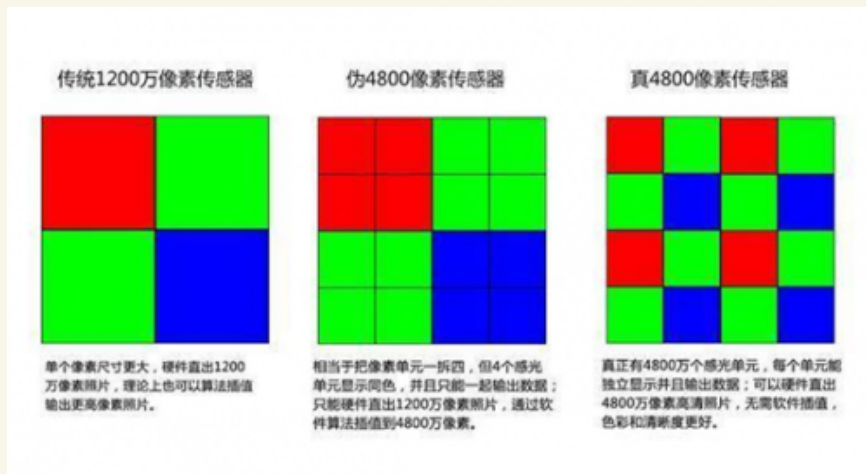 传统1200万像素传感器
伪4800像素传感器
真4800像素传感器
单个像素尺寸更大，硬件直出1200
万像素照片，理论上也可以算法插值
输出更高像素照片。
相当于把像素单元一拆四，但4个感光
单元显示同色，并且只能一起输出数据；
只能硬件直出1200万像素照片，通过软
件算法插值到4800万像素。
真正有4800万个感光单元，每个单元能
独立显示并且输出数据；可以硬件直出
4800万像素高清照片，无需软件插值，
色彩和清晰度更好。